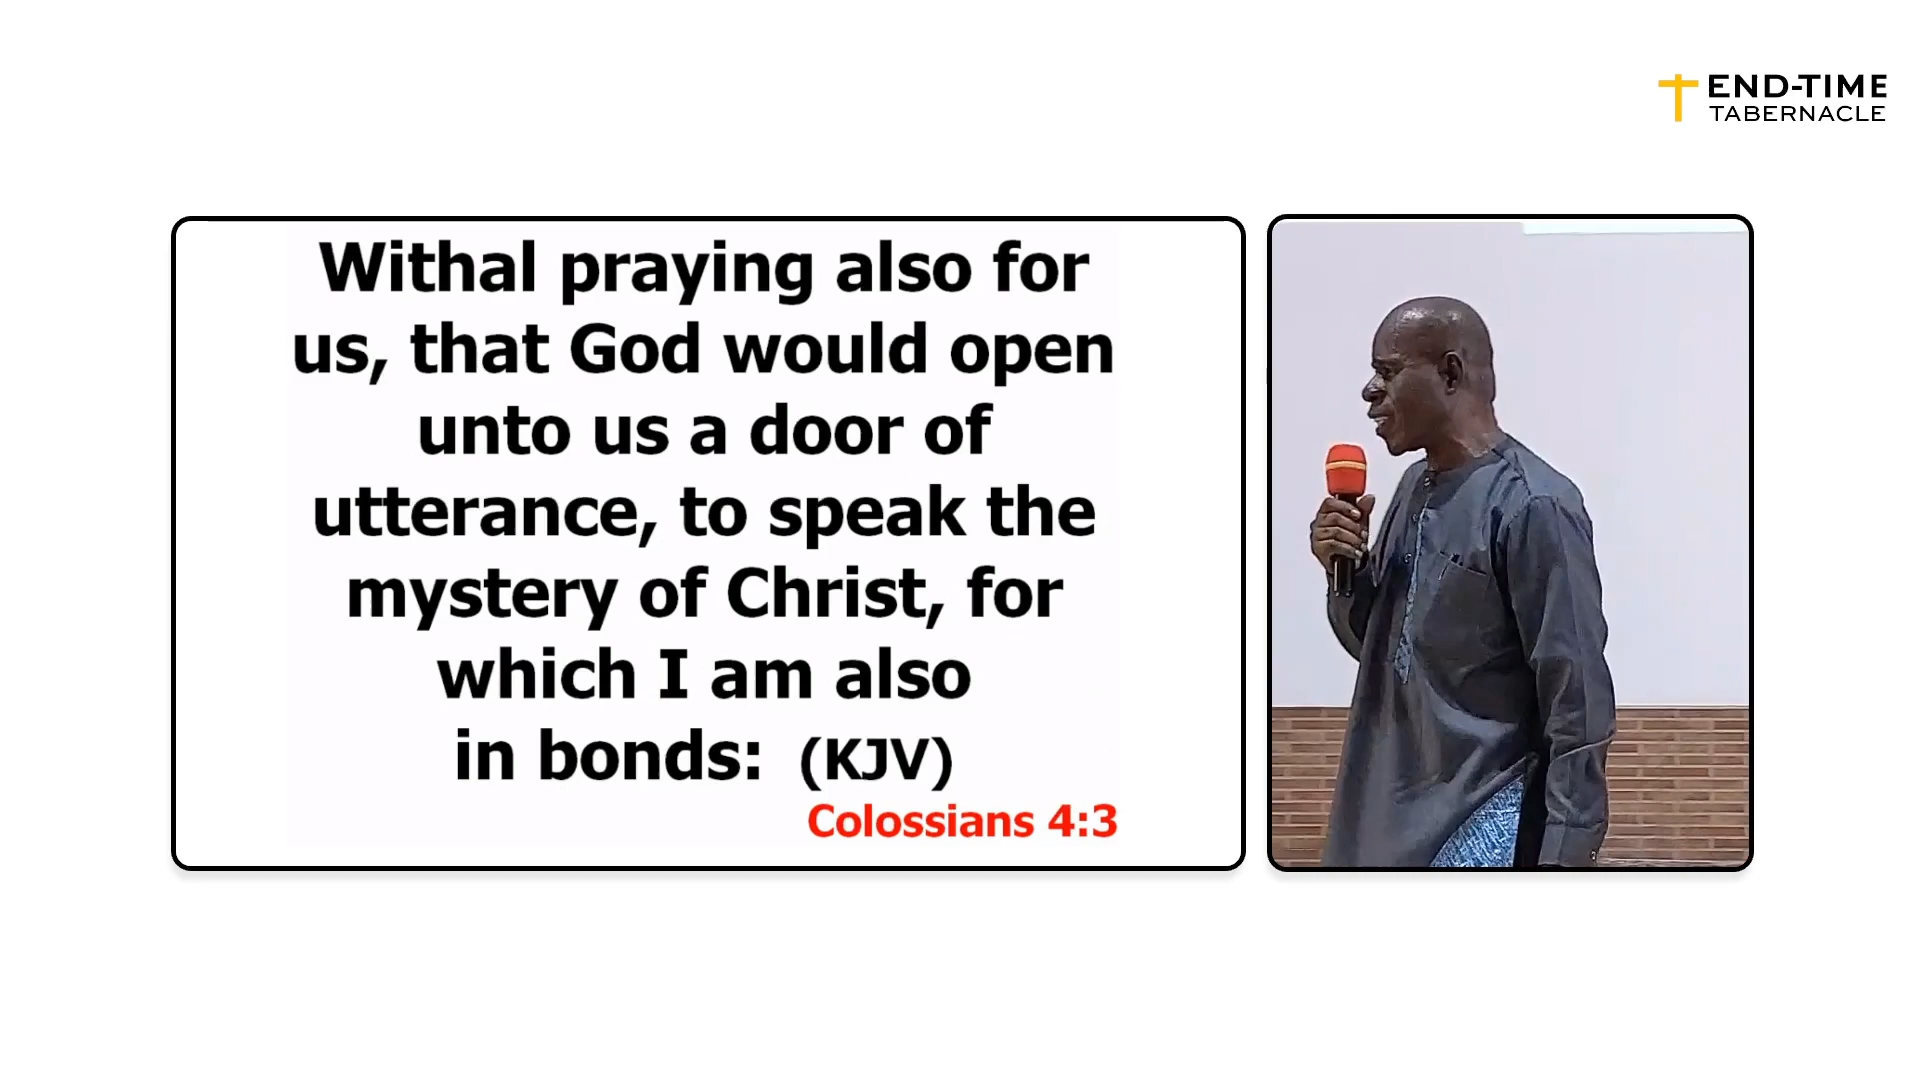 END-TIME
TABERNACLE
Withal praying also for
us, that God would open
unto us a door of
utterance, to speak the
mystery of Christ, for
which I am also
in bonds: (KJV)
Colossians 4:3